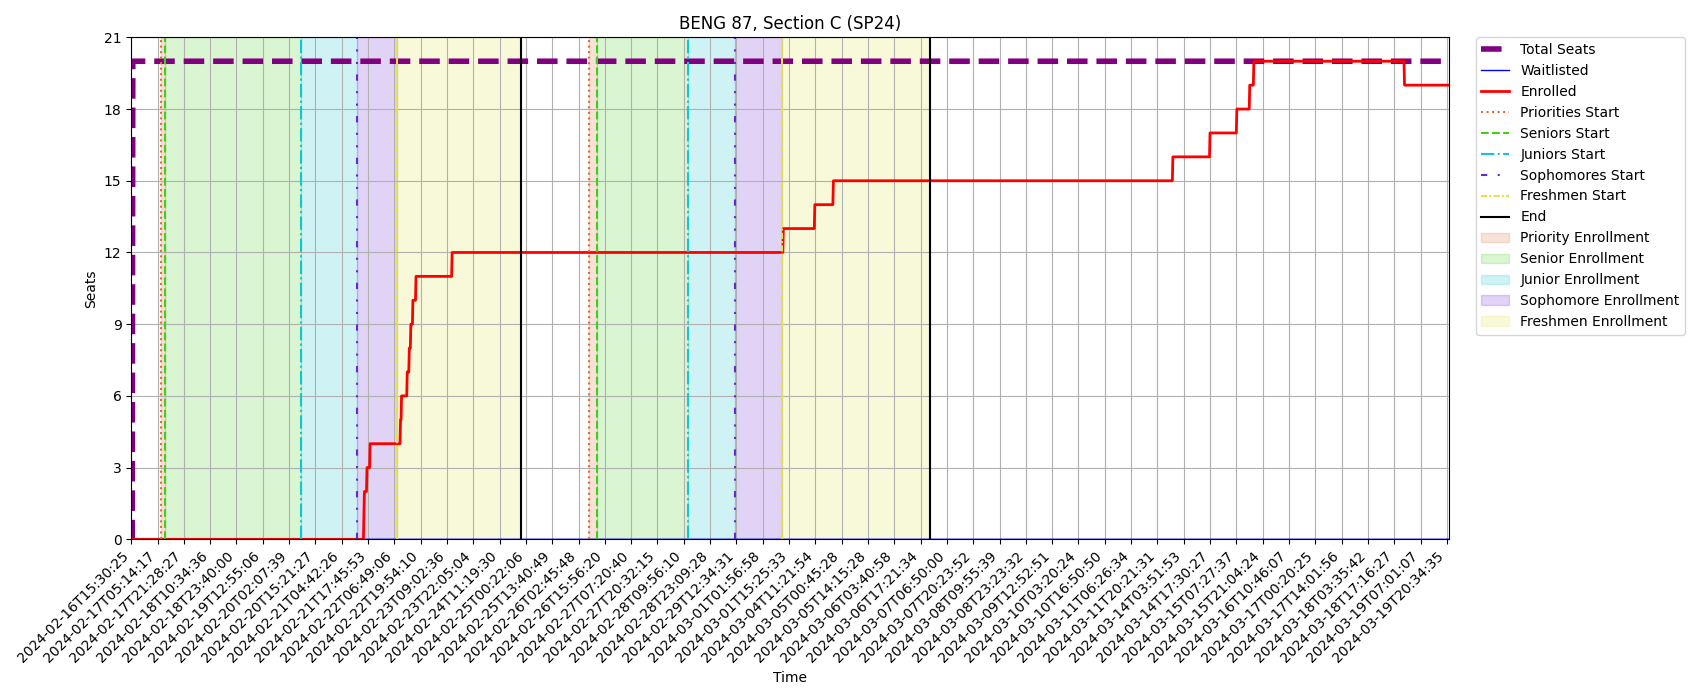 BENG 87, Section C (SP24)
21
18
15
12
9
6
3
0
Seats
2024-02-16T15:30:25
2024-02-17T05:14:17
2024-02-17T21:28:27
2024-02-18T10:34:36
2024-02-18T23:40:00
2024-02-19T12:55:06
2024-02-20T02:07:39
2024-02-20T15:21:27
2024-02-21T04:42:26
2024-02-21T17:45:53
2024-02-22T06:49:06
2024-02-22T19:54:10
2024-02-23T09:02:36
2024-02-23T22:05:04
2024-02-24T11:19:30
2024-02-25T00:22:06
2024-02-25T13:40:49
2024-02-26T02:45:48
2024-02-26T15:56:20
2024-02-27T07:20:40
2024-02-27T20:32:15
2024-02-28T09:56:10
2024-02-28T23:09:28
2024-02-29T12:34:31
2024-03-01T01:56:58
2024-03-01T15:25:33
2024-03-04T11:21:54
2024-03-05T00:45:28
2024-03-05T14:15:28
2024-03-06T03:40:58
2024-03-06T17:21:34
2024-03-07T06:50:00
2024-03-07T20:23:52
2024-03-08T09:55:39
2024-03-08T23:23:32
2024-03-09T12:52:51
2024-03-10T03:20:24
2024-03-10T16:50:50
2024-03-11T06:26:34
2024-03-11T20:21:31
2024-03-14T03:51:53
2024-03-14T17:30:27
2024-03-15T07:27:37
2024-03-15T21:04:24
2024-03-16T10:46:07
2024-03-17T00:20:25
2024-03-17T14:01:56
2024-03-18T03:35:42
2024-03-18T17:16:27
2024-03-19T07:01:07
2024-03-19T20:34:35
Time
Total Seats
Waitlisted
Enrolled
Priorities Start
Seniors Start
Juniors Start
Sophomores Start
Freshmen Start
End
Priority Enrollment
Senior Enrollment
Junior Enrollment
Sophomore Enrollment
Freshmen Enrollment